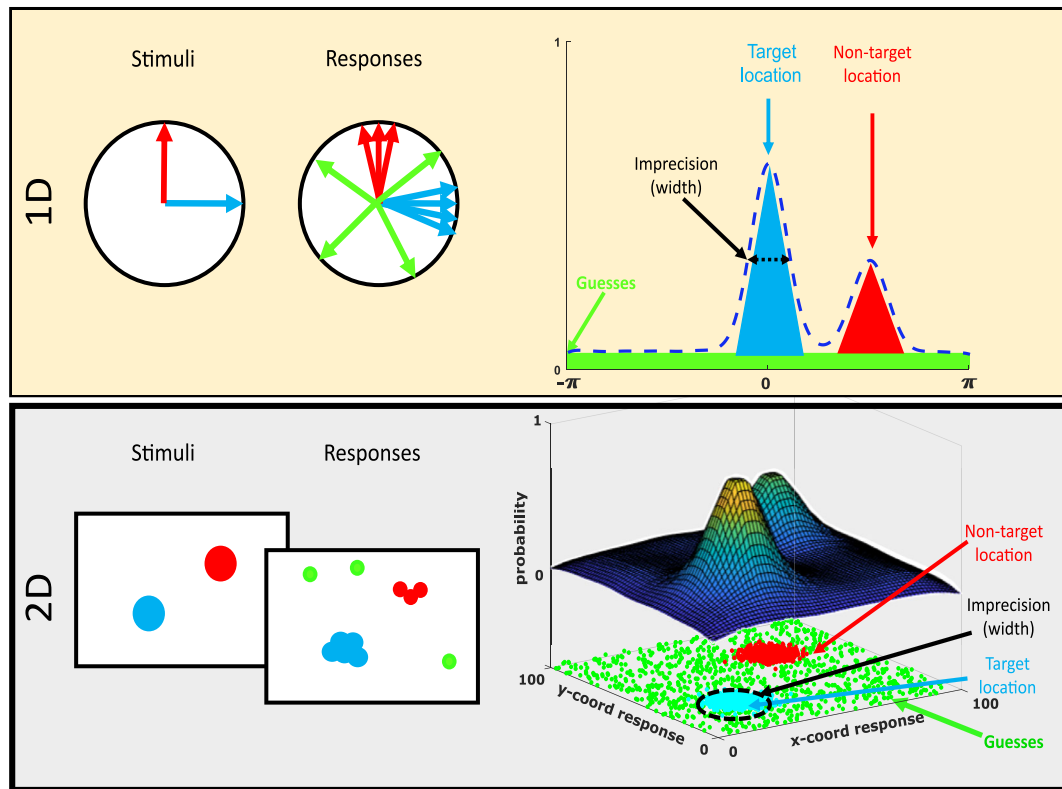 1D
Stimuli
Responses
1
Target
location
Non-target
location
Imprecision
(width)
Guesses
0
-π
0
π
2D
Stimuli
Responses
1
probability
0
Non-target
location
Imprecision
(width)
Target
location
100
y-coord response
0
0
x-coord response
100
Guesses